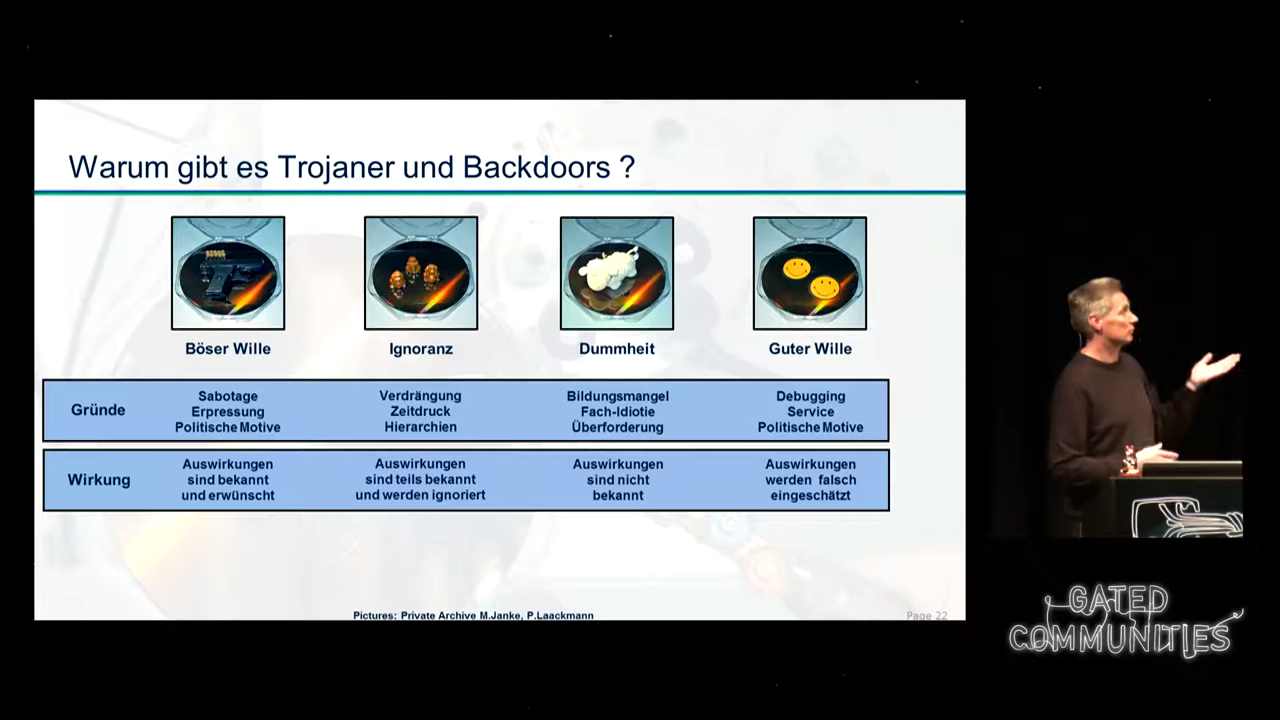 Warum gibt es Trojaner und Backdoors ?
Böser Wille
Ignoranz
Dummheit
Guter Wille
Gründe
Sabotage
Erpressung
Politische Motive
Verdrängung
Zeitdruck
Hierarchien
Bildungsmangel
Fach-Idiotie
Überforderung
Debugging
Service
Politische Motive
Wirkung
Auswirkungen
sind bekannt
und erwünscht
Auswirkungen
sind teils bekannt
und werden ignoriert
Auswirkungen
sind nicht
bekannt
Auswirkungen
werden falsch
eingeschätzt
Pictures: Private Archive M.Janke, P.Laackmann
Page 22
GATED
COMMUNITIES